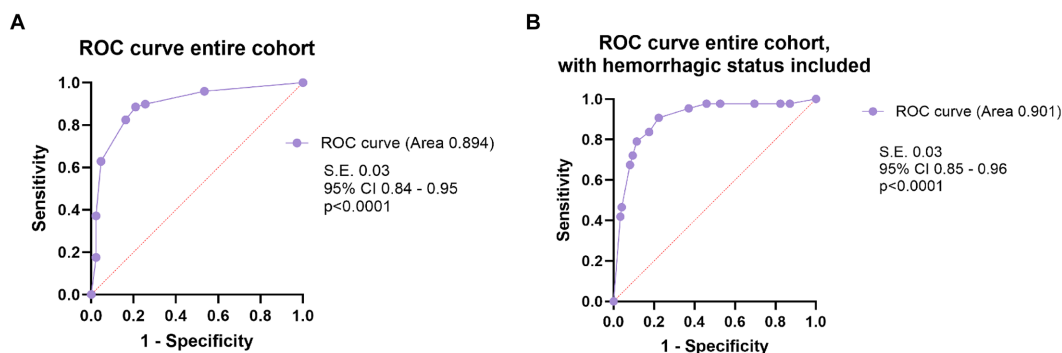 A
ROC curve entire cohort
1.0
0.8
0.6
0.4
0.2
0.0
Sensitivity
0.0 0.2 0.4 0.6 0.8 1.0
1 - Specificity
ROC curve (Area 0.894)
S.E. 0.03
95% CI 0.84 - 0.95
p<0.0001
B
ROC curve entire cohort,
with hemorrhagic status included
1.0
0.8
0.6
0.4
0.2
0.0
Sensitivity
0.0 0.2 0.4 0.6 0.8 1.0
1 - Specificity
ROC curve (Area 0.901)
S.E. 0.03
95% CI 0.85 - 0.96
p<0.0001